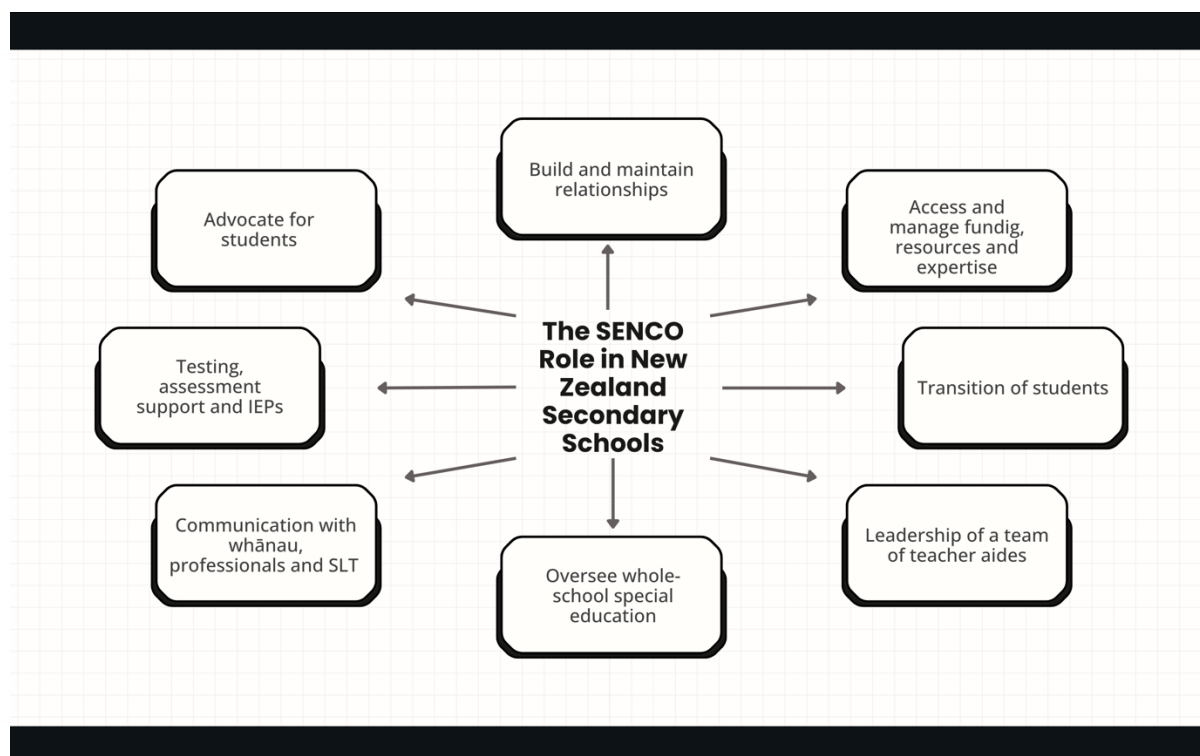 Build and maintain
relationships
Advocate for
students
Access and
manage fundig,
resources and
expertise
The SENCO
Role in New
Zealand
Secondary
Schools
Testing,
assessment
support and IEPs
Transition of students
Communication with
whānau,
professionals and SLT
Leadership of a team
of teacher aides
Oversee whole-
school special
education